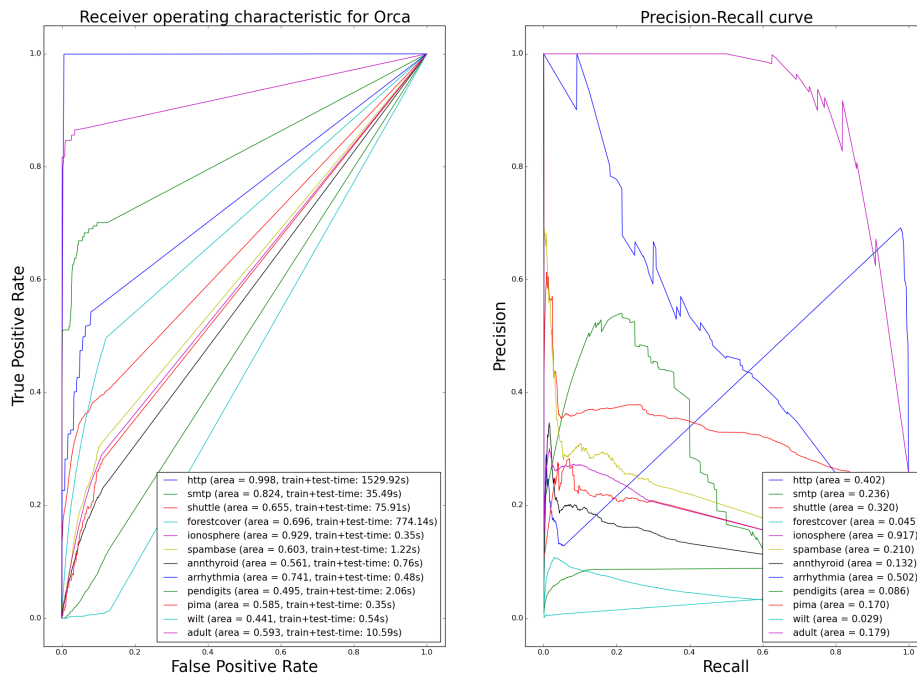 Receiver operating characteristic for Orca
1.0
0.8
0.6
0.4
0.2
0.0
True Positive Rate
http (area = 0.998, train+test-time: 1529.92s)
smtp (area = 0.824, train+test-time: 35.49s)
shuttle (area = 0.655, train+test-time: 75.91s)
forestcover (area = 0.696, train+test-time: 774.14s)
ionosphere (area = 0.929, train+test-time: 0.35s)
spambase (area = 0.603, train+test-time: 1.22s)
annthyroid (area = 0.561, train+test-time: 0.76s)
arrhythmia (area = 0.741, train+test-time: 0.48s)
pendigits (area = 0.495, train+test-time: 2.06s)
pima (area = 0.585, train+test-time: 0.35s)
wilt (area = 0.441, train+test-time: 0.54s)
adult (area = 0.593, train+test-time: 10.59s)
0.0 0.2 0.4 0.6 0.8 1.0
False Positive Rate
Precision-Recall curve
1.0
0.8
0.6
0.4
0.2
0.0
Precision
http (area = 0.402)
smtp (area = 0.236)
shuttle (area = 0.320)
forestcover (area = 0.045)
ionosphere (area = 0.917)
spambase (area = 0.210)
annthyroid (area = 0.132)
arrhythmia (area = 0.502)
pendigits (area = 0.086)
pima (area = 0.170)
wilt (area = 0.029)
adult (area = 0.179)
0.0 0.2 0.4 0.6 0.8 1.0
Recall